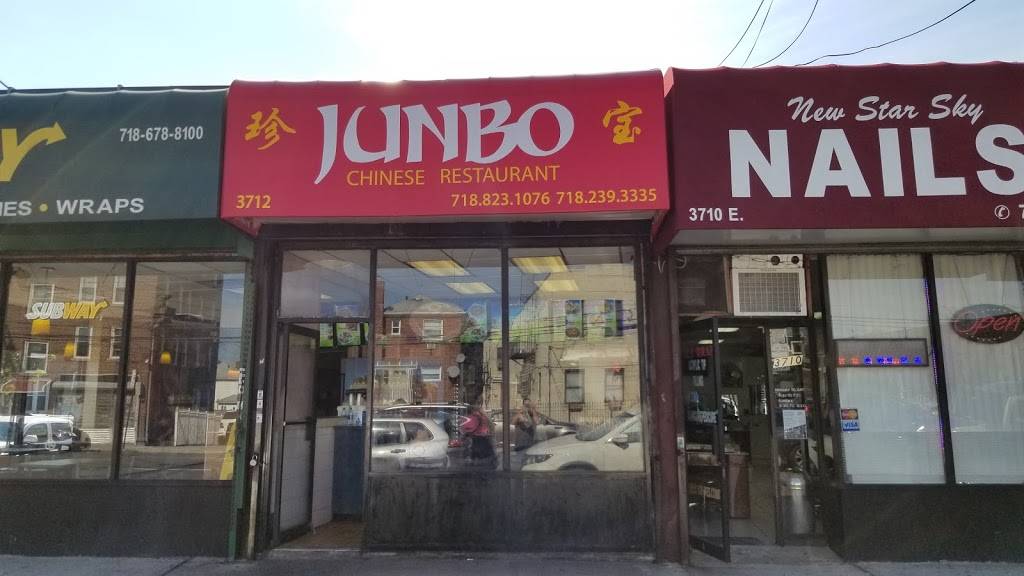 718-678-8100
WRAPS
SUBWAY
珍 JUNBO 宝
CHINESE RESTAURANT
3712
718.823.1076 718.239.3335
New Star Sky
NAILS
3710 E.
3710
Open
VISA